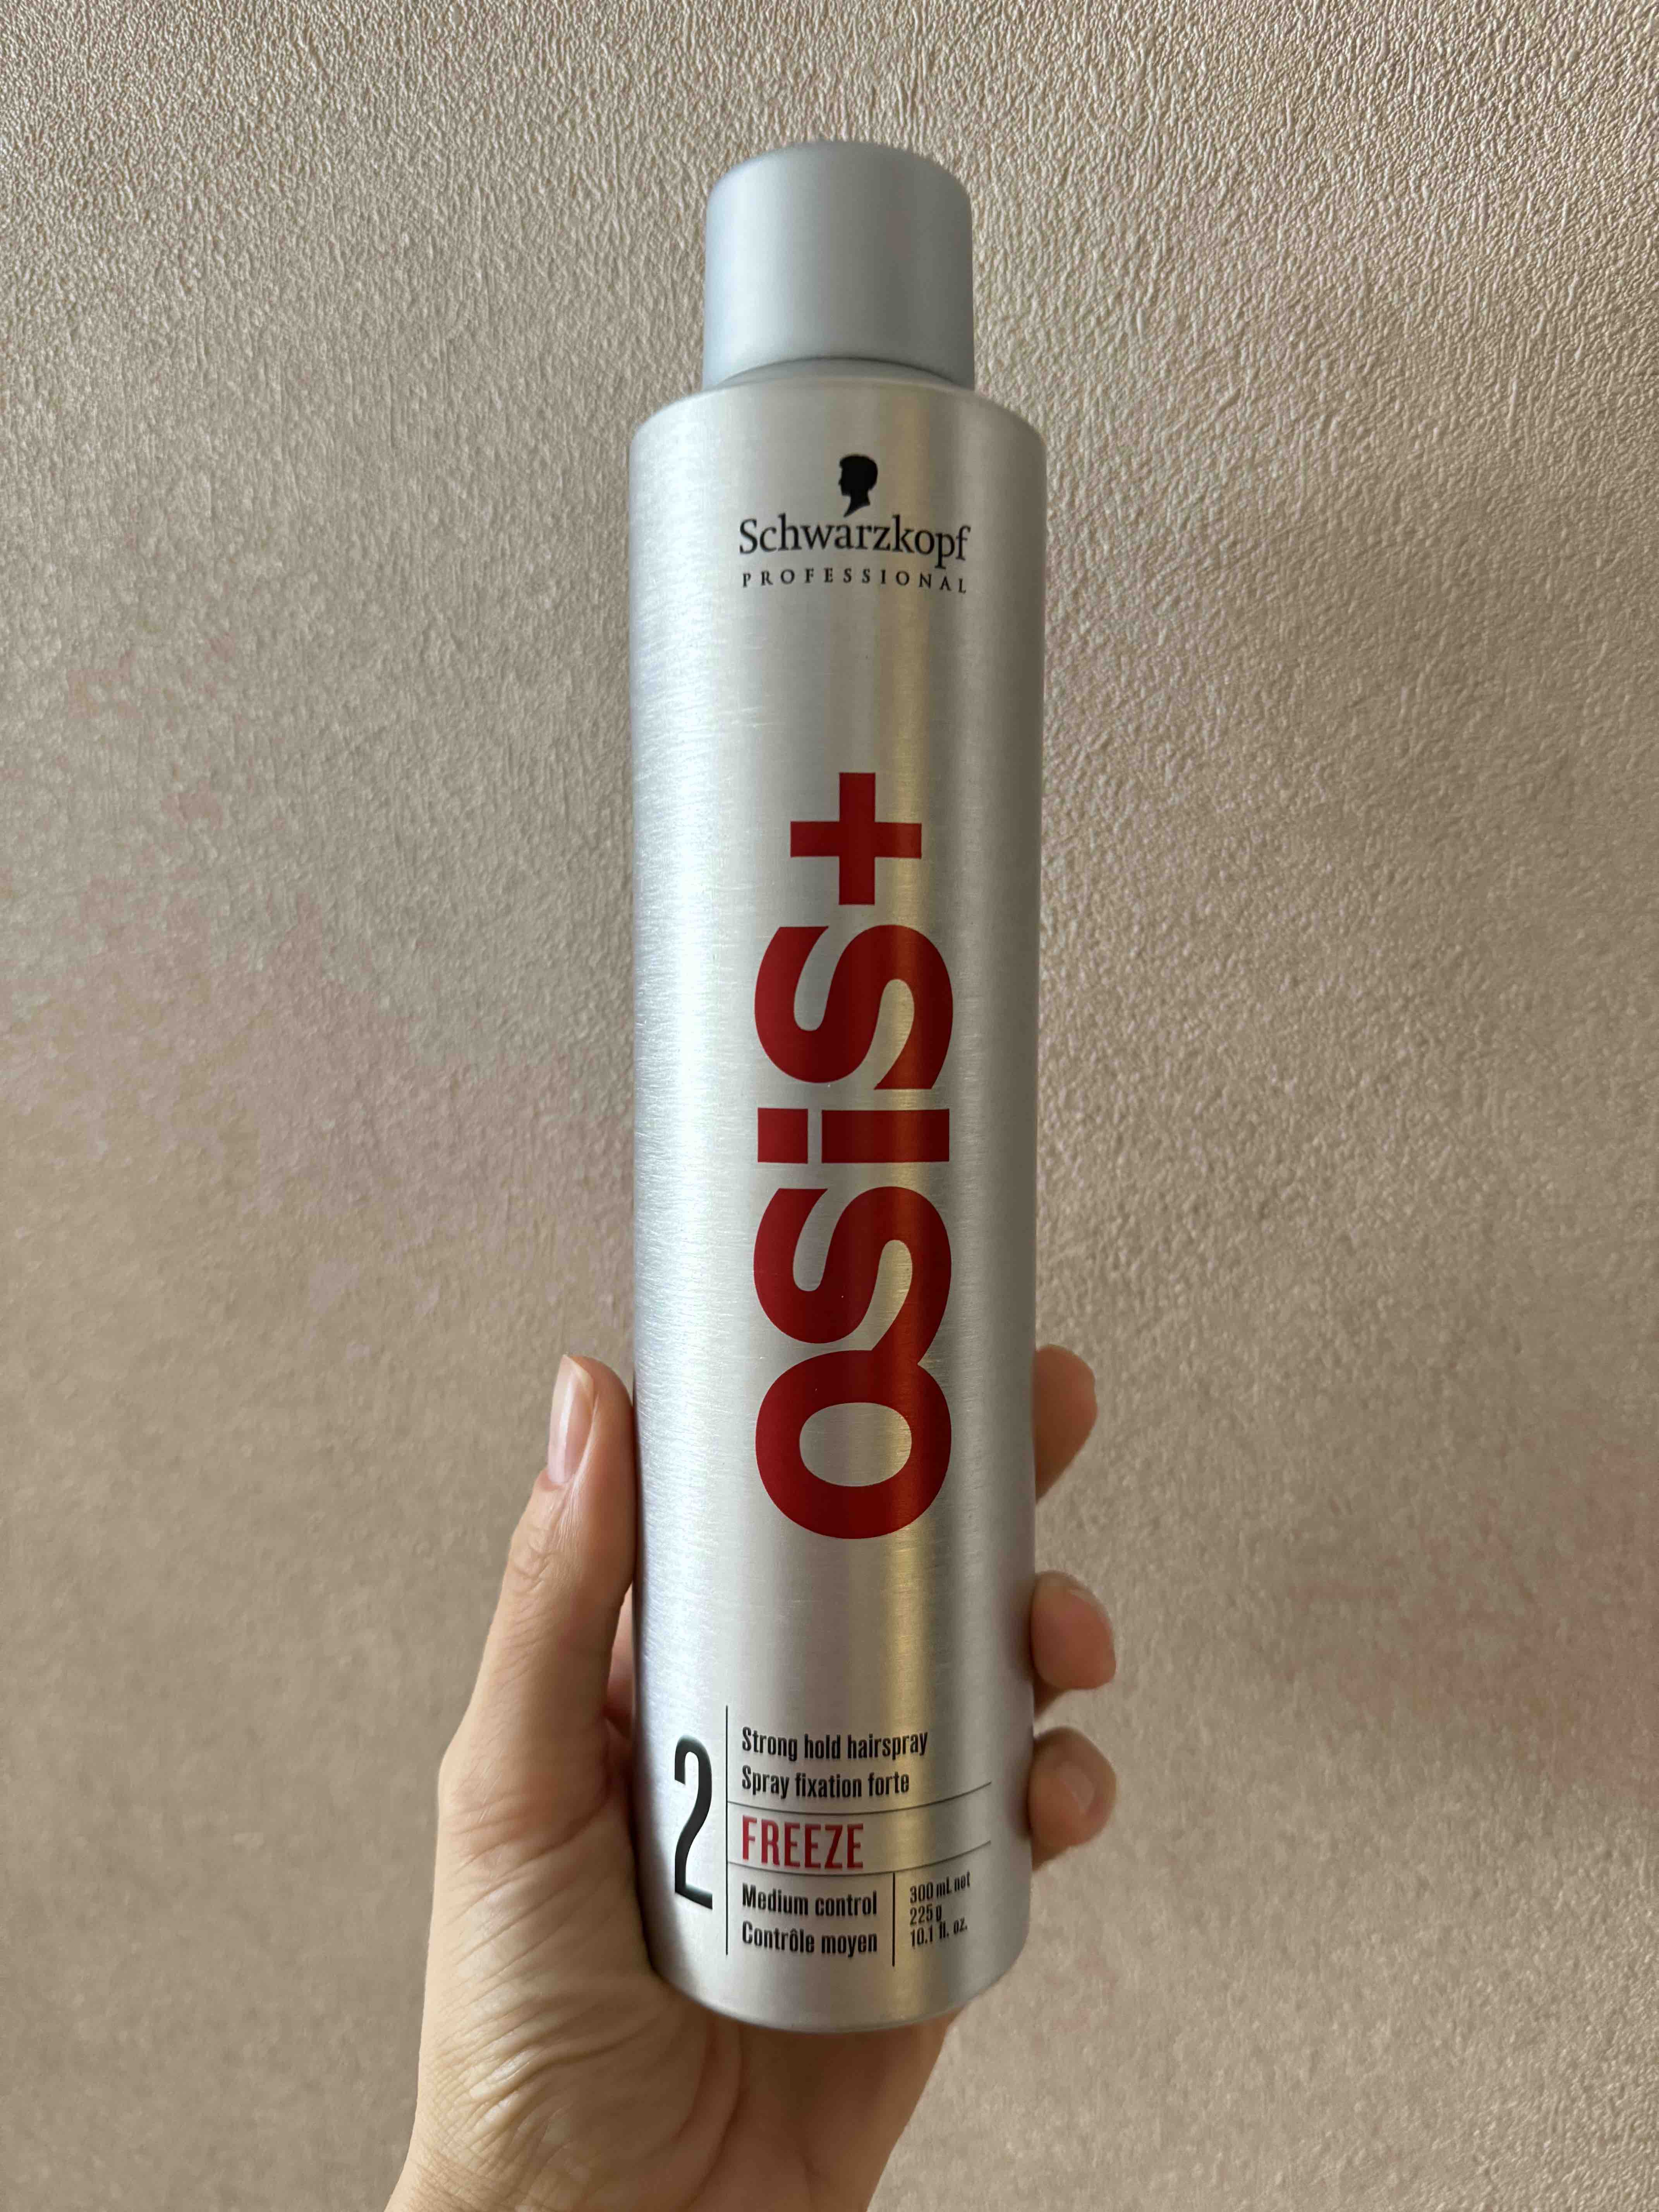 Schwarzkopf
PROFESSIONAL
OSiS+
2
Strong hold hairspray
Spray fixation forte
FREEZE
Medium control
Contrôle moyen
300 mL net
225 g
10.1 fl. oz.